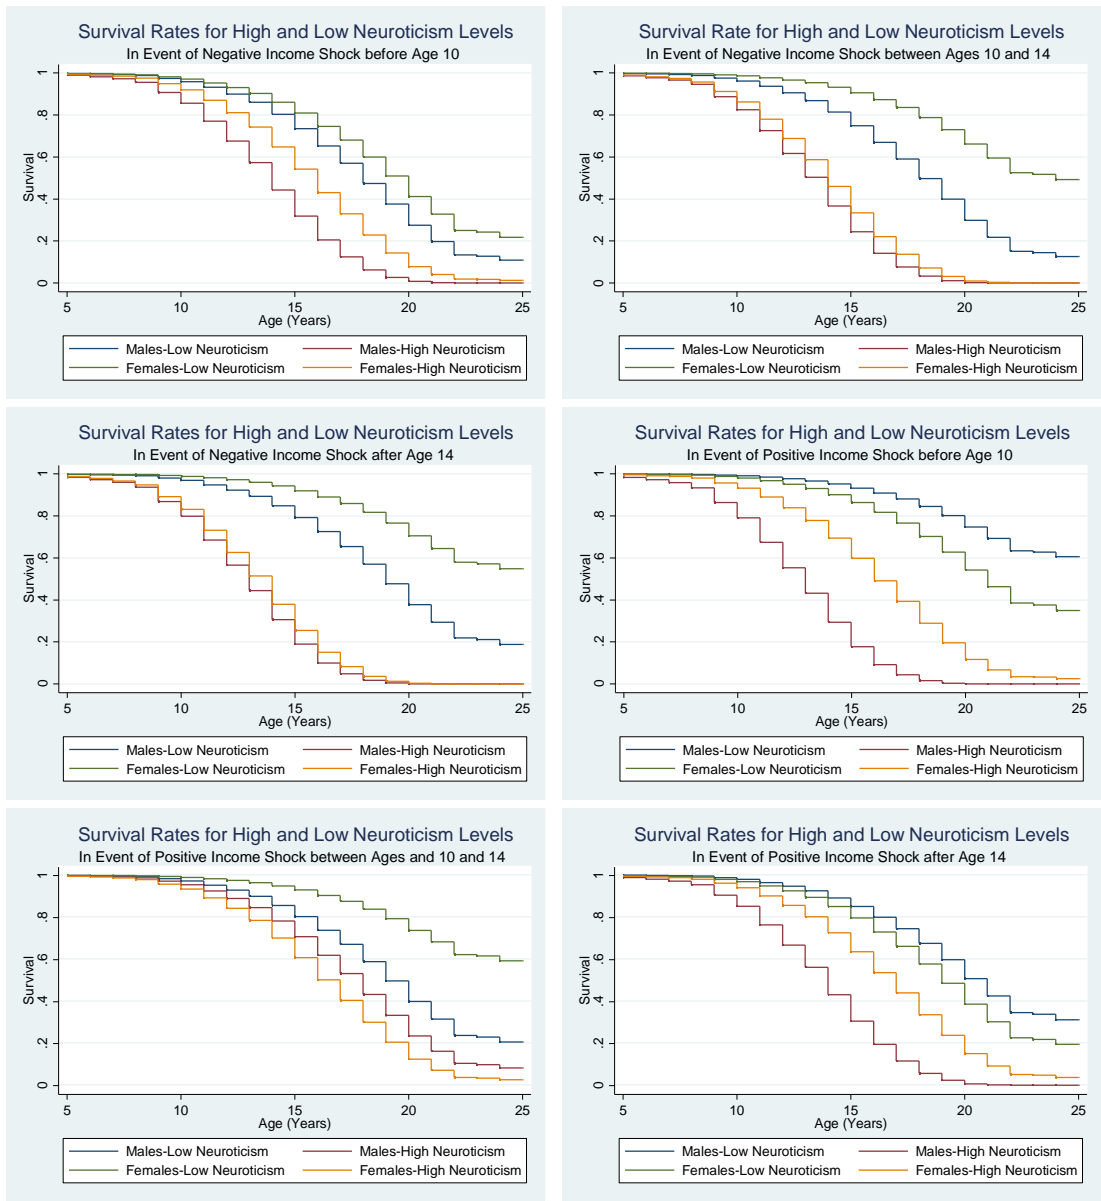 Survival Rates for High and Low Neuroticism Levels
In Event of Negative Income Shock before Age 10
Survival
1
.8
.6
.4
.2
0
5 10 15 20 25
Age (Years)
Males-Low Neuroticism Males-High Neuroticism
Females-Low Neuroticism Females-High Neuroticism
Survival Rate for High and Low Neuroticism Levels
In Event of Negative Income Shock between Ages 10 and 14
Survival
1
.8
.6
.4
.2
0
5 10 15 20 25
Age (Years)
Males-Low Neuroticism Males-High Neuroticism
Females-Low Neuroticism Females-High Neuroticism
Survival Rates for High and Low Neuroticism Levels
In Event of Negative Income Shock after Age 14
Survival
1
.8
.6
.4
.2
0
5 10 15 20 25
Age (Years)
Males-Low Neuroticism Males-High Neuroticism
Females-Low Neuroticism Females-High Neuroticism
Survival Rates for High and Low Neuroticism Levels
In Event of Positive Income Shock before Age 10
Survival
1
.8
.6
.4
.2
0
5 10 15 20 25
Age (Years)
Males-Low Neuroticism Males-High Neuroticism
Females-Low Neuroticism Females-High Neuroticism
Survival Rates for High and Low Neuroticism Levels
In Event of Positive Income Shock between Ages and 10 and 14
Survival
1
.8
.6
.4
.2
0
5 10 15 20 25
Age (Years)
Males-Low Neuroticism Males-High Neuroticism
Females-Low Neuroticism Females-High Neuroticism
Survival Rates for High and Low Neuroticism Levels
In Event of Positive Income Shock after Age 14
Survival
1
.8
.6
.4
.2
0
5 10 15 20 25
Age (Years)
Males-Low Neuroticism Males-High Neuroticism
Females-Low Neuroticism Females-High Neuroticism